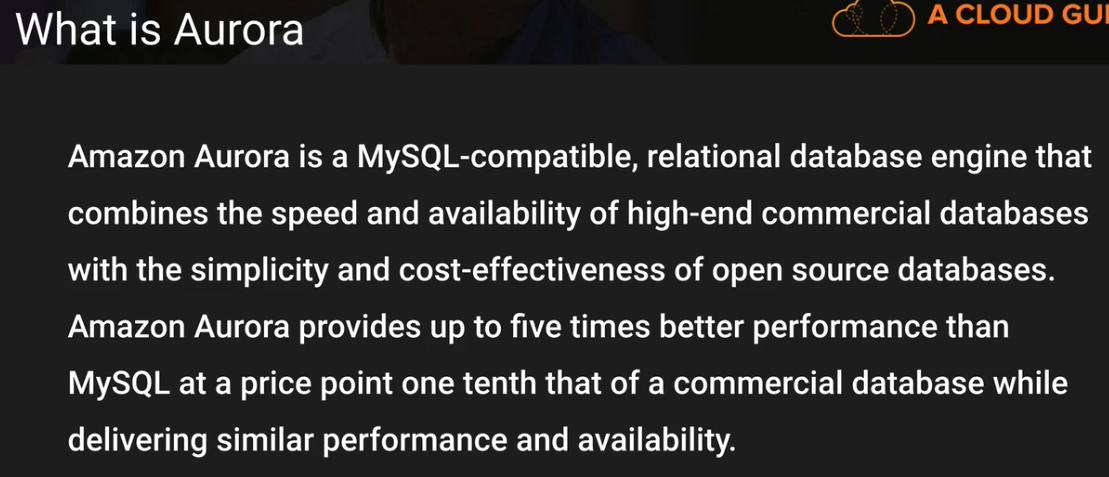 What is Aurora
A CLOUD GU
Amazon Aurora is a MySQL-compatible, relational database engine that
combines the speed and availability of high-end commercial databases
with the simplicity and cost-effectiveness of open source databases.
Amazon Aurora provides up to five times better performance than
MySQL at a price point one tenth that of a commercial database while
delivering similar performance and availability.